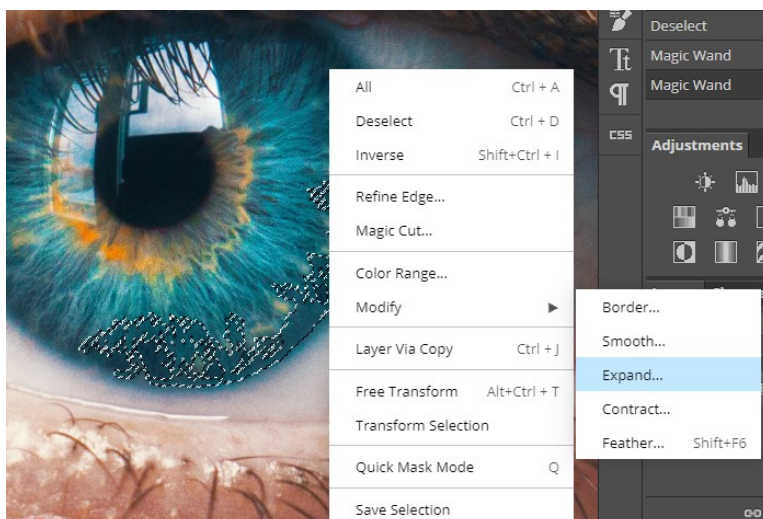 Deselect
Magic Wand
Magic Wand
Tt
¶
CSS
Adjustments
All Ctrl + A
Deselect Ctrl + D
Inverse Shift+Ctrl + I
Refine Edge...
Magic Cut...
Color Range...
Modify ▶
Layer Via Copy Ctrl + J
Free Transform Alt+Ctrl + T
Transform Selection
Quick Mask Mode Q
Save Selection
Border...
Smooth...
Expand...
Contract...
Feather... Shift+F6